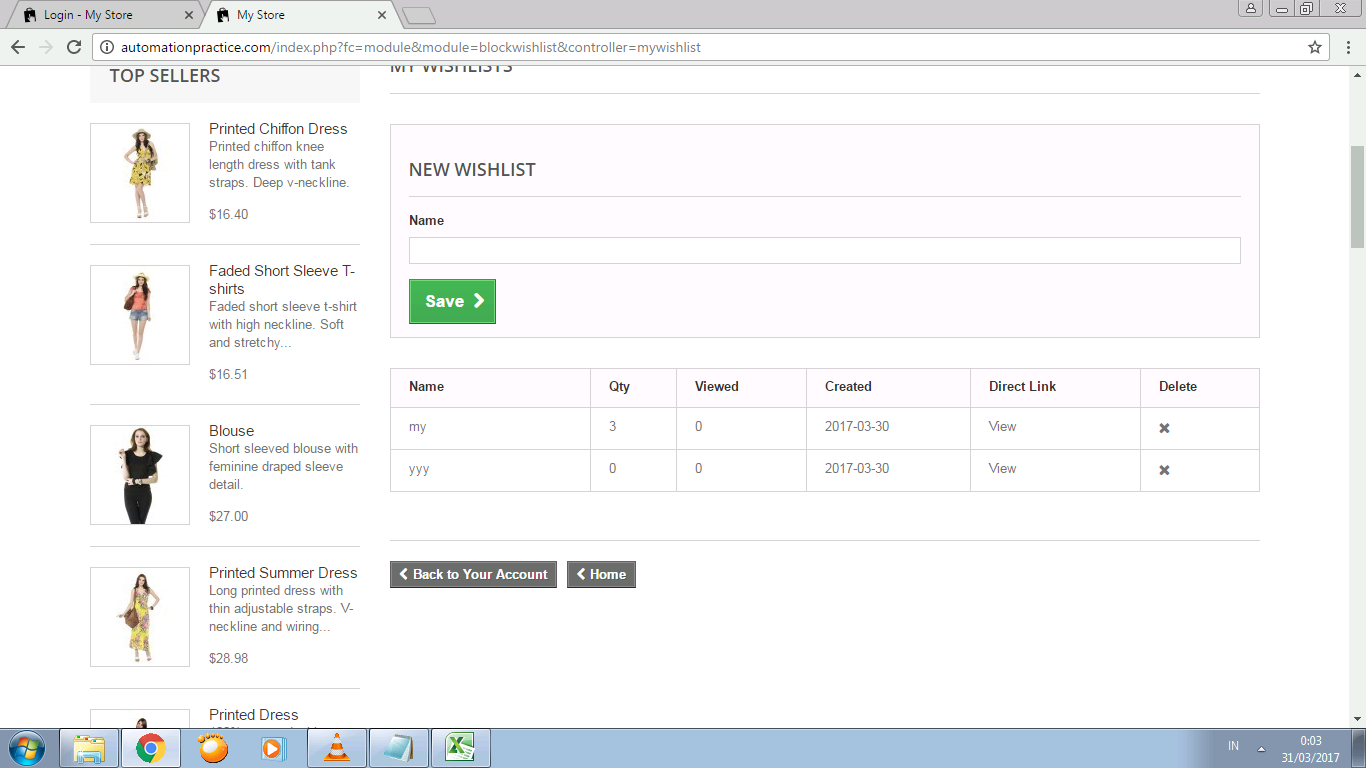 Login - My Store
My Store
automationpractice.com/index.php?fc=module&module=blockwishlist&controller=mywishlist
TOP SELLERS
Printed Chiffon Dress
Printed chiffon knee
length dress with tank
straps. Deep v-neckline.
$16.40
Faded Short Sleeve T-
shirts
Faded short sleeve t-shirt
with high neckline. Soft
and stretchy...
$16.51
Blouse
Short sleeved blouse with
feminine draped sleeve
detail.
$27.00
Printed Summer Dress
Long printed dress with
thin adjustable straps. V-
neckline and wiring...
$28.98
Printed Dress
MY WISHLISTS
NEW WISHLIST
Name
Save
Name Qty Viewed Created Direct Link Delete
my 3 0 2017-03-30 View
yyy 0 0 2017-03-30 View
Back to Your Account Home
IN
0:03
31/03/2017